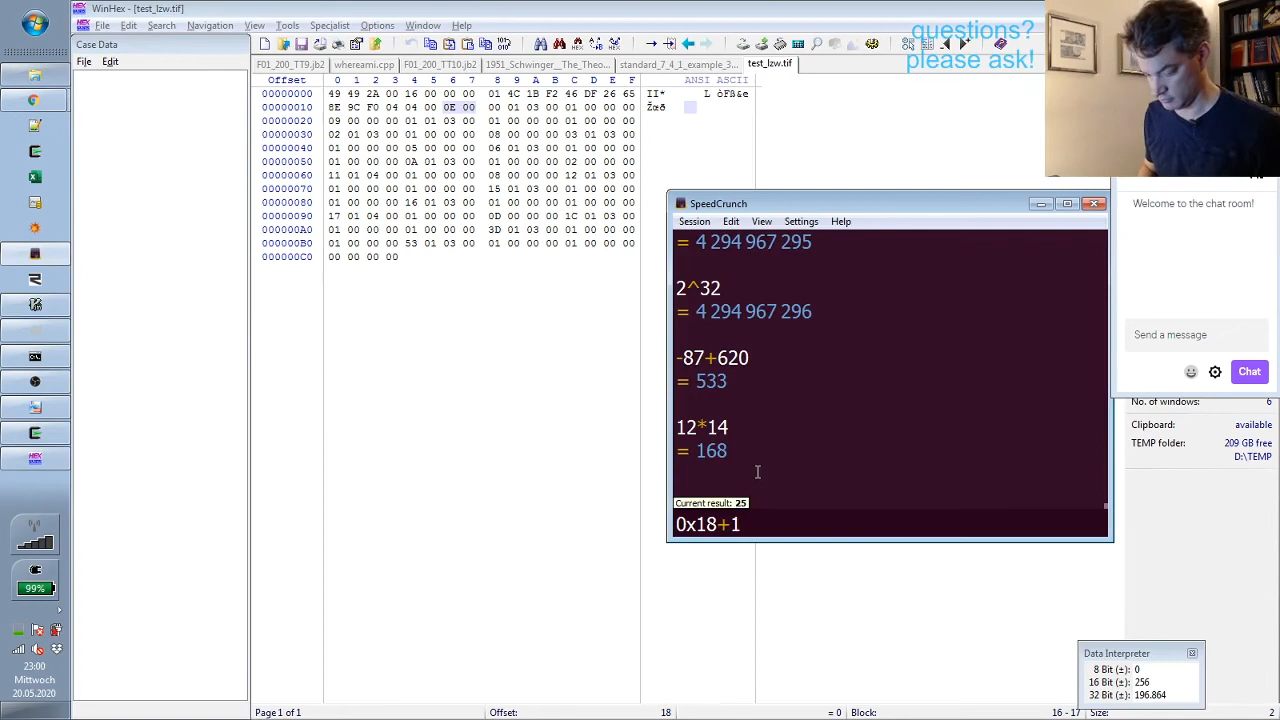 WinHex - [test_lzw.tif]
File Edit Search Navigation View Tools Specialist Options Window Help
questions?
please ask!
Case Data
File Edit
F01_200_TT10.jb2 whereami.cpp F01_200_TT10.jb2 1951_Schwinger__The_Theo... standard_7_4_1_example_3... test_lzw.tif
Offset 0 1 2 3 4 5 6 7 8 9 A B C D E F ANSI ASCII
00000000 49 49 2A 00 16 00 00 00 01 4C 1B F2 46 DF 26 65 II* L òFß&e
00000010 8E 9C F0 04 04 00 0E 00 00 01 03 00 01 00 00 00 Žœð
00000020 09 00 00 00 01 01 03 00 01 00 00 00 01 00 00 00
00000030 02 01 03 00 01 00 00 00 08 00 00 00 03 01 03 00
00000040 01 00 00 00 05 00 00 00 06 01 03 00 01 00 00 00
00000050 01 00 00 00 0A 01 03 00 01 00 00 00 02 00 00 00
00000060 11 01 04 00 01 00 00 00 08 00 00 00 12 01 03 00
00000070 01 00 00 00 01 00 00 00 15 01 03 00 01 00 00 00
00000080 01 00 00 00 16 01 03 00 01 00 00 00 01 00 00 00
00000090 17 01 04 00 01 00 00 00 0D 00 00 00 1C 01 03 00
000000A0 01 00 00 00 01 00 00 00 3D 01 03 00 01 00 00 00
000000B0 01 00 00 00 53 01 03 00 01 00 00 00 01 00 00 00
000000C0 00 00 00 00
SpeedCrunch
Session Edit View Settings Help
= 4 294 967 295
2^32
= 4 294 967 296
-87+620
= 533
12*14
= 168
Current result: 25
0x18+1
Welcome to the chat room!
Send a message
Chat
No. of windows: 6
Clipboard: available
TEMP folder: 209 GB free
D:\TEMP
99%
23:00
Mittwoch
20.05.2020
Data Interpreter
8 Bit (±): 0
16 Bit (±): 256
32 Bit (±): 196.864
Page 1 of 1 Offset: 18 = 0 Block: 16 - 17 Size: 2